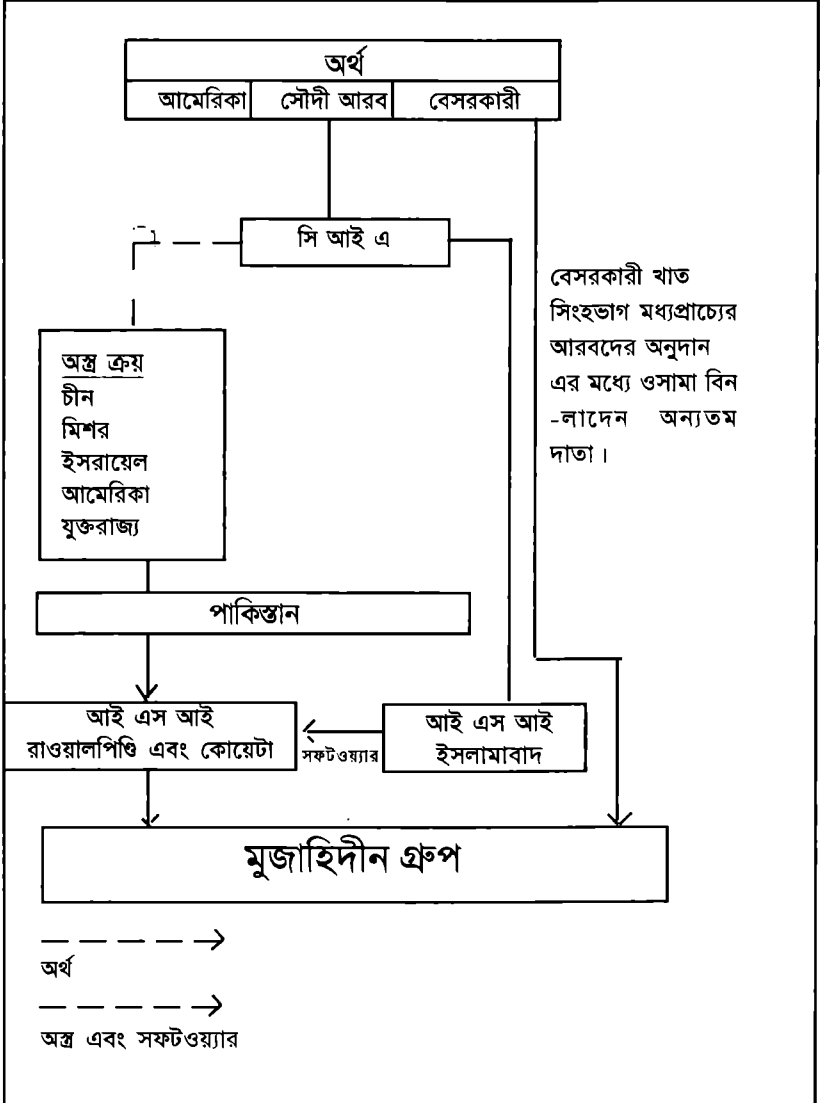 অর্থ
আমেরিকা সৌদী আরব বেসরকারী
সি আই এ
বেসরকারী খাত
সিংহভাগ মধ্যপ্রাচ্যের
আরবদের অনুদান
এর মধ্যে ওসামা বিন
-লাদেন অন্যতম
দাতা।
অস্ত্র ক্রয়
চীন
মিশর
ইসরায়েল
আমেরিকা
যুক্তরাজ্য
পাকিস্তান
আই এস আই
রাওয়ালপিণ্ডি এবং কোয়েটা
সফটওয়্যার
আই এস আই
ইসলামাবাদ
মুজাহিদীন গ্রুপ
অর্থ
অস্ত্র এবং সফটওয়্যার